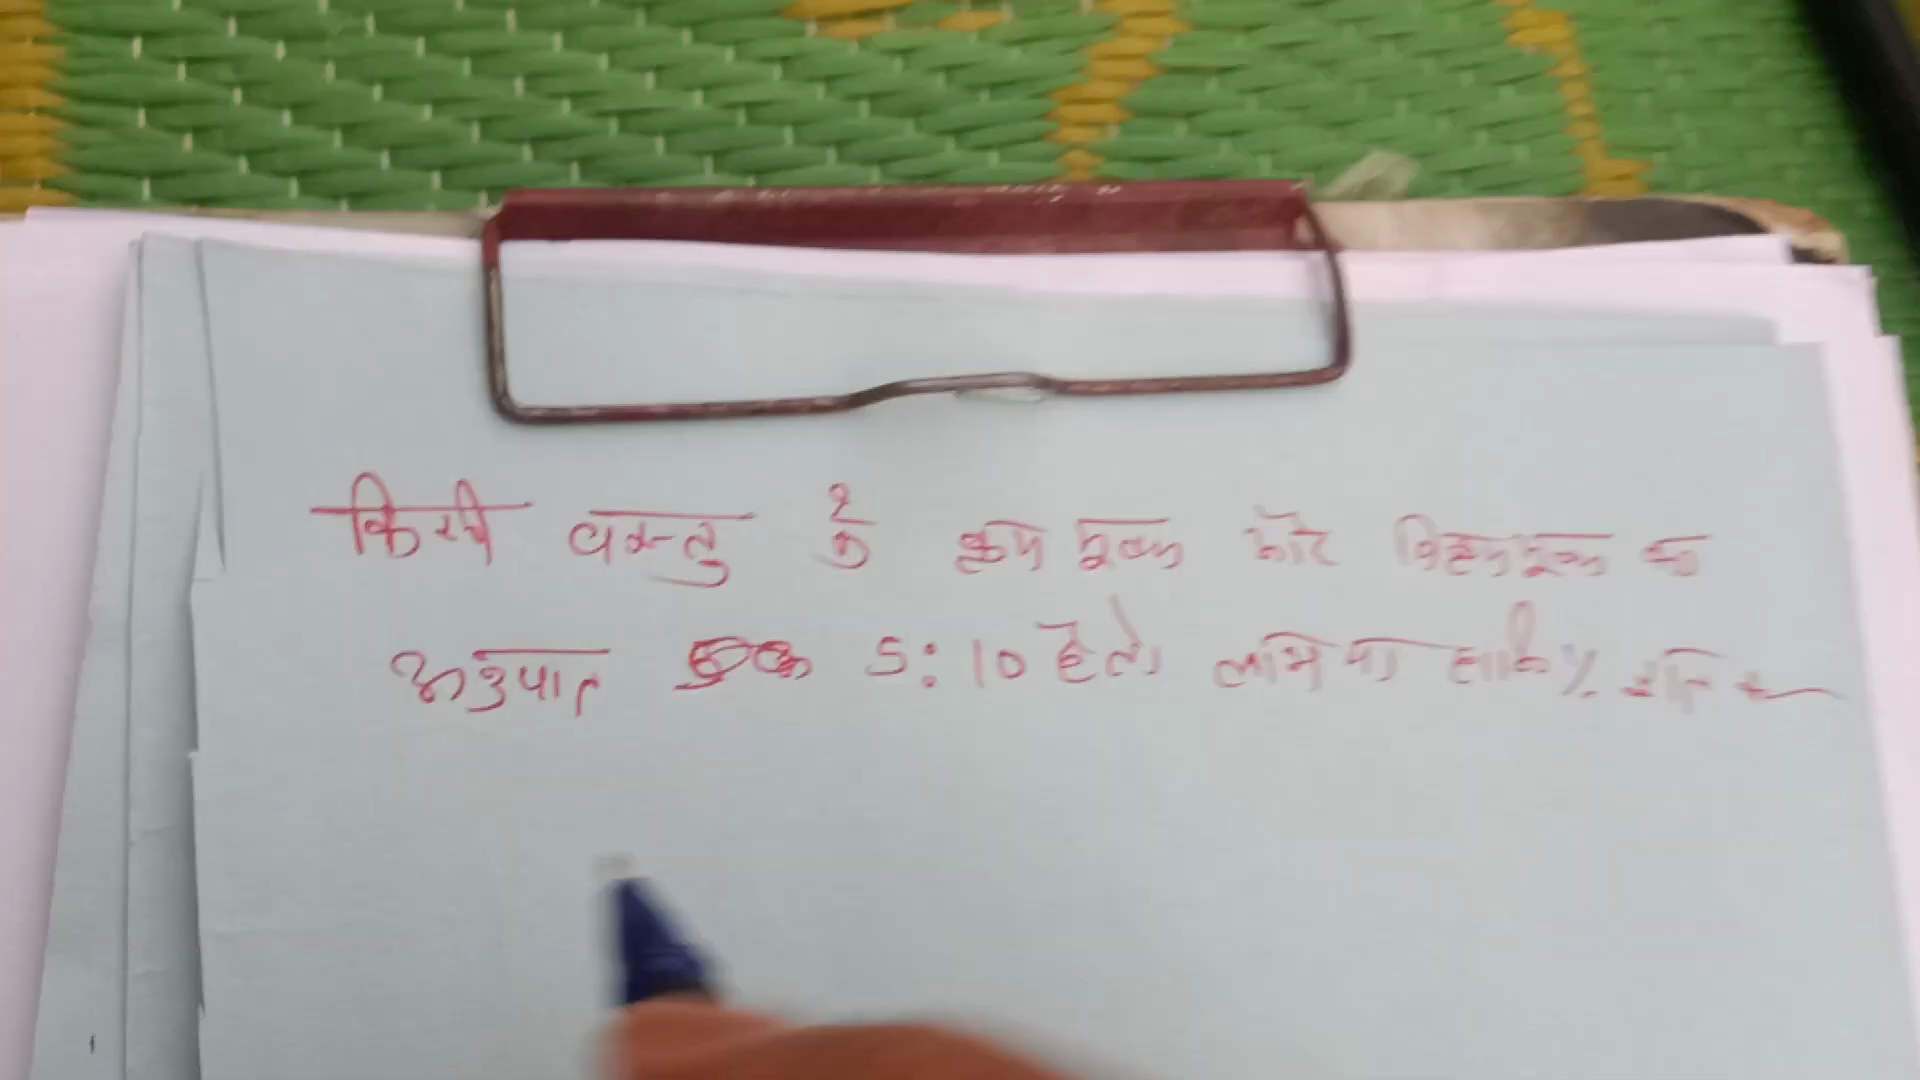 किसी वस्तु के क्रय मूल्य और विक्रय मूल्य का
अनुपात 5:10 है तो लाभ या हानि %